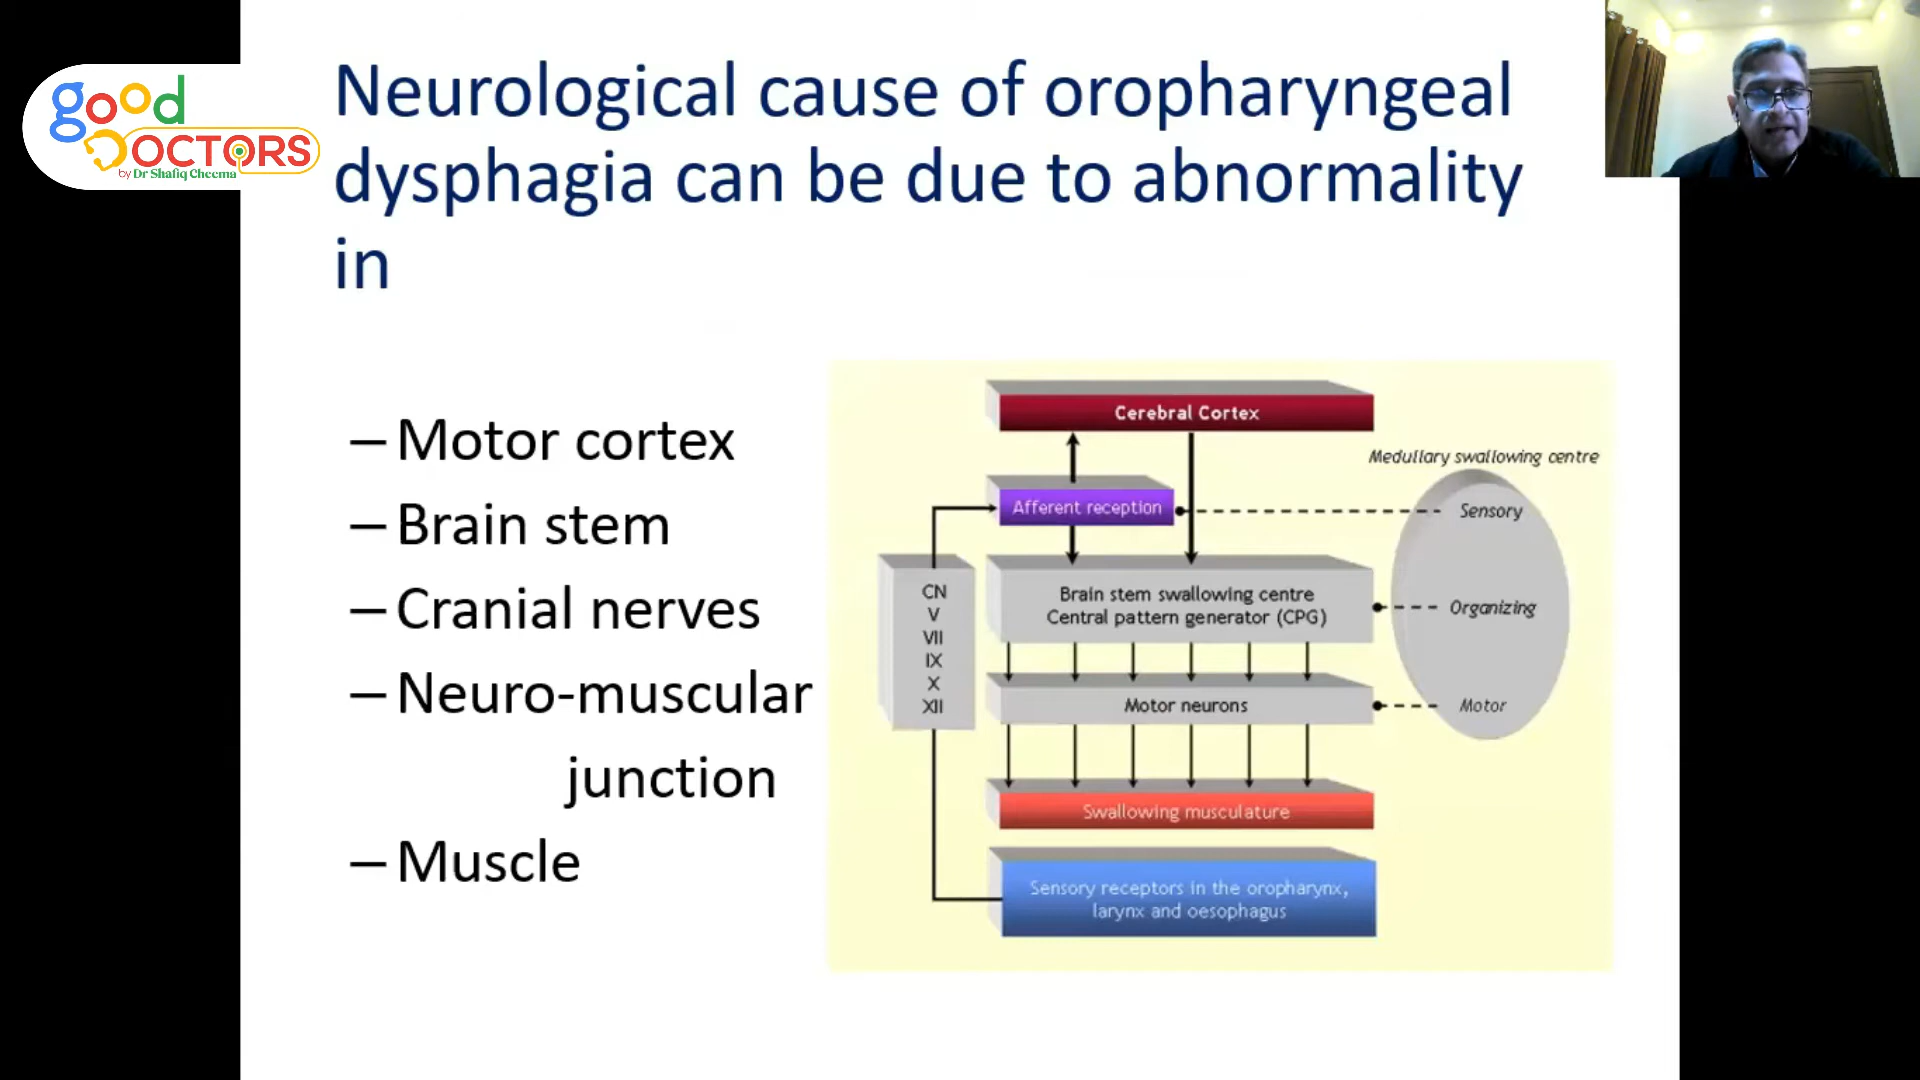 good
DOCTORS
by Dr Shafiq Cheema
Neurological cause of oropharyngeal
dysphagia can be due to abnormality
in
– Motor cortex
– Brain stem
– Cranial nerves
– Neuro-muscular
junction
– Muscle
Cerebral Cortex
Medullary swallowing centre
Afferent reception
Sensory
CN
V
VII
IX
X
XII
Brain stem swallowing centre
Central pattern generator (CPG)
Organizing
Motor neurons
Motor
Swallowing musculature
Sensory receptors in the oropharynx,
larynx and oesophagus